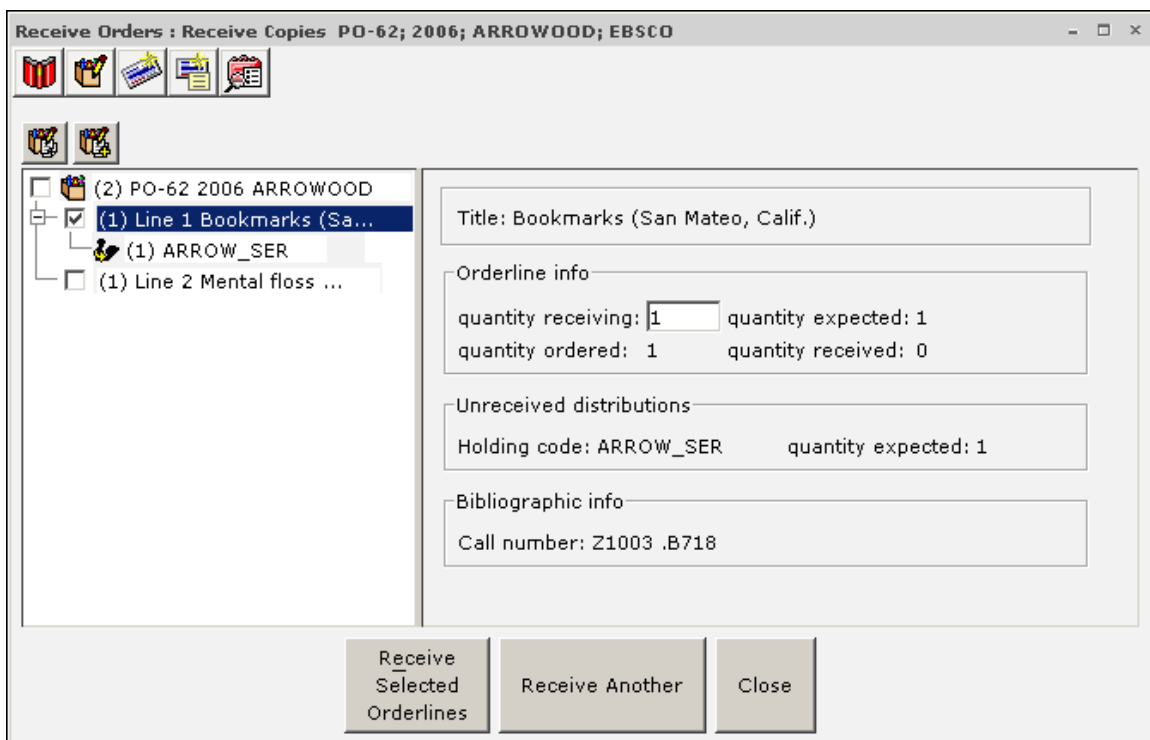 Receive Orders : Receive Copies PO-62; 2006; ARROWOOD; EBSCO
(2) PO-62 2006 ARROWOOD
(1) Line 1 Bookmarks (Sa...
(1) ARROW_SER
(1) Line 2 Mental floss ...
Title: Bookmarks (San Mateo, Calif.)
Orderline info
quantity receiving: 1 quantity expected: 1
quantity ordered: 1 quantity received: 0
Unreceived distributions
Holding code: ARROW_SER quantity expected: 1
Bibliographic info
Call number: Z1003 .B718
Receive
Selected
Orderlines
Receive Another
Close